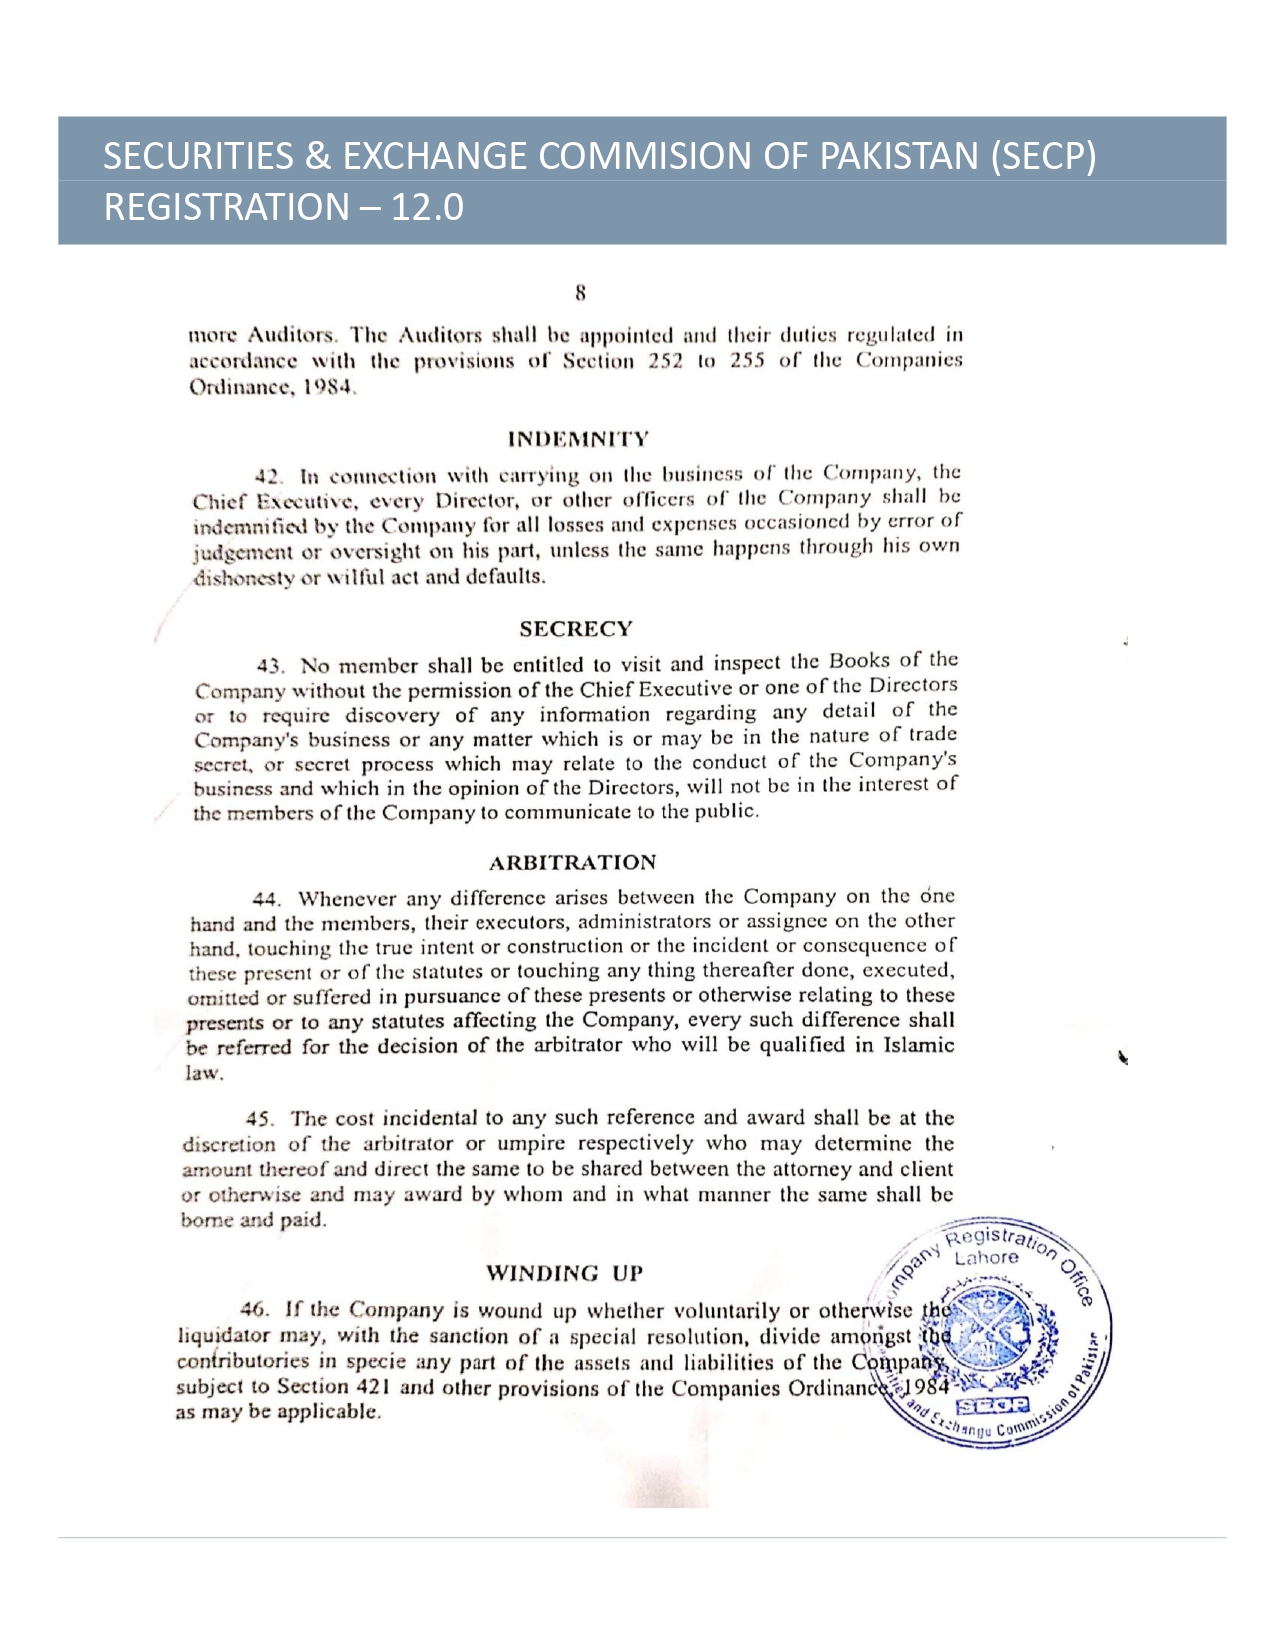 SECURITIES & EXCHANGE COMMISION OF PAKISTAN (SECP)
REGISTRATION – 12.0
8
more Auditors. The Auditors shall be appointed and their duties regulated in
accordance with the provisions of Section 252 to 255 of the Companies
Ordinance, 1984.
INDEMNITY
42. In connection with carrying on the business of the Company, the
Chief Executive, every Director, or other officers of the Company shall be
indemnified by the Company for all losses and expenses occasioned by error of
judgement or oversight on his part, unless the same happens through his own
dishonesty or wilful act and defaults.
SECRECY
43. No member shall be entitled to visit and inspect the Books of the
Company without the permission of the Chief Executive or one of the Directors
or to require discovery of any information regarding any detail of the
Company's business or any matter which is or may be in the nature of trade
secret, or secret process which may relate to the conduct of the Company's
business and which in the opinion of the Directors, will not be in the interest of
the members of the Company to communicate to the public.
ARBITRATION
44. Whenever any difference arises between the Company on the one
hand and the members, their executors, administrators or assignee on the other
hand, touching the true intent or construction or the incident or consequence of
these present or of the statutes or touching any thing thereafter done, executed,
omitted or suffered in pursuance of these presents or otherwise relating to these
presents or to any statutes affecting the Company, every such difference shall
be referred for the decision of the arbitrator who will be qualified in Islamic
law.
45. The cost incidental to any such reference and award shall be at the
discretion of the arbitrator or umpire respectively who may determine the
amount thereof and direct the same to be shared between the attorney and client
or otherwise and may award by whom and in what manner the same shall be
borne and paid.
WINDING UP
46. If the Company is wound up whether voluntarily or otherwise the
liquidator may, with the sanction of a special resolution, divide amongst the
contributories in specie any part of the assets and liabilities of the Company,
subject to Section 421 and other provisions of the Companies Ordinance, 1984
as may be applicable.
Registration Office
Lahore
SECP
and Exchange Commission of Pakistan